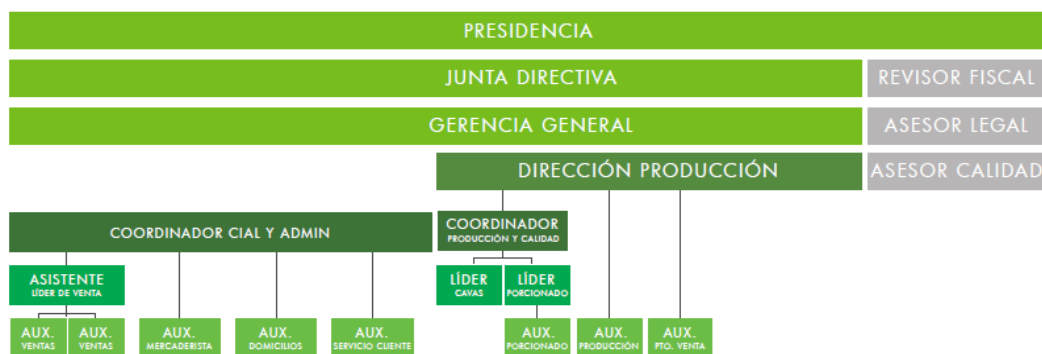 PRESIDENCIA
JUNTA DIRECTIVA
REVISOR FISCAL
GERENCIA GENERAL
ASESOR LEGAL
DIRECCIÓN PRODUCCIÓN
ASESOR CALIDAD
COORDINADOR CIAL Y ADMIN
COORDINADOR
PRODUCCIÓN Y CALIDAD
ASISTENTE
LÍDER DE VENTA
LÍDER
CAVAS
LÍDER
PORCIONADO
AUX.
VENTAS
AUX.
VENTAS
AUX.
MERCADERISTA
AUX.
DOMICILIOS
AUX.
SERVICIO CLIENTE
AUX.
PORCIONADO
AUX.
PRODUCCIÓN
AUX.
PTO. VENTA